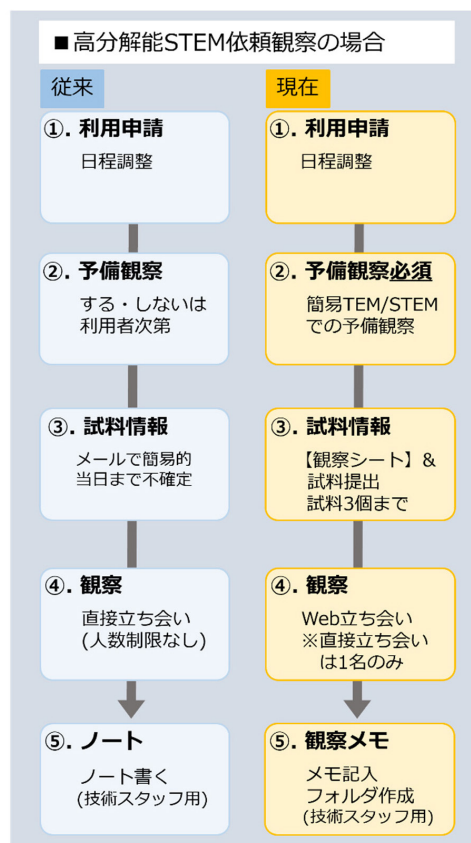 ■高分解能STEM依頼観察の場合
従来
①. 利用申請
日程調整
②. 予備観察
する・しないは
利用者次第
③. 試料情報
メールで簡易的
当日まで不確定
④. 観察
直接立ち会い
(人数制限なし)
⑤. ノート
ノート書く
(技術スタッフ用)
現在
①. 利用申請
日程調整
②. 予備観察必須
簡易TEM/STEM
での予備観察
③. 試料情報
【観察シート】&
試料提出
試料3個まで
④. 観察
Web立ち会い
※直接立ち会い
は1名のみ
⑤. 観察メモ
メモ記入
フォルダ作成
(技術スタッフ用)